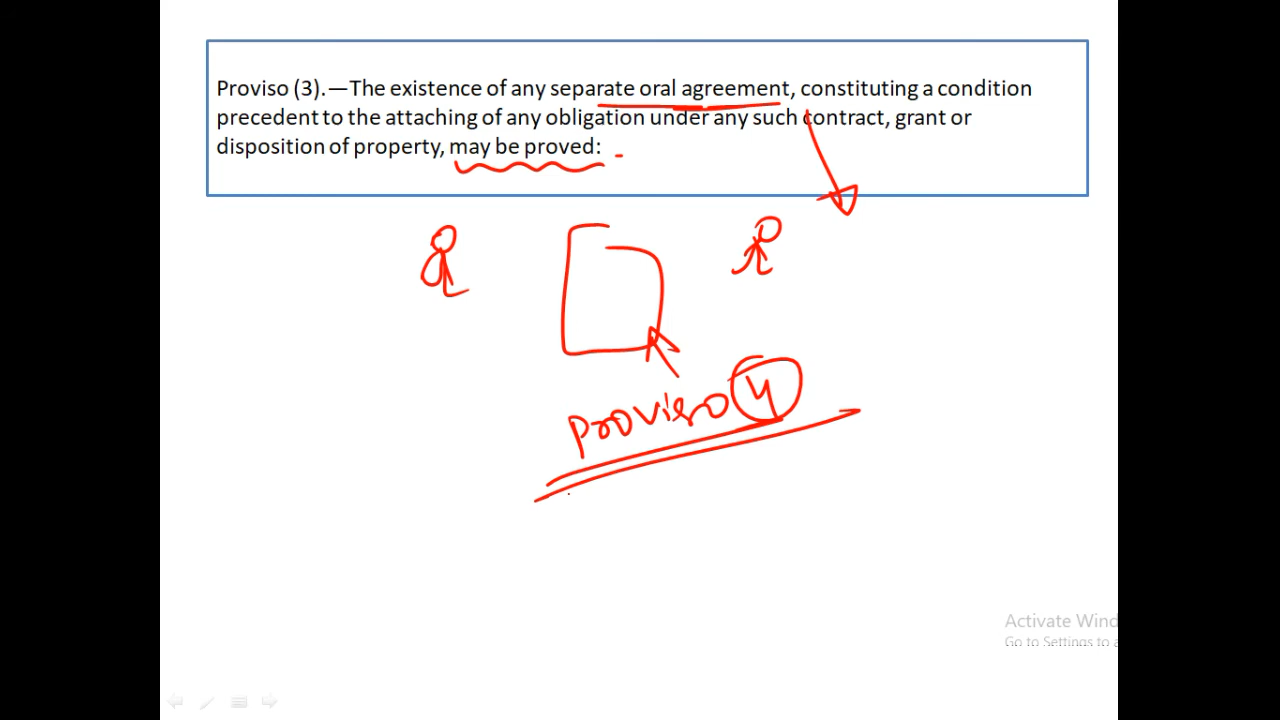 Proviso (3).—The existence of any separate oral agreement, constituting a condition
precedent to the attaching of any obligation under any such contract, grant or
disposition of property, may be proved:
Proviso 4
Activate Wind
Go to Settings to a